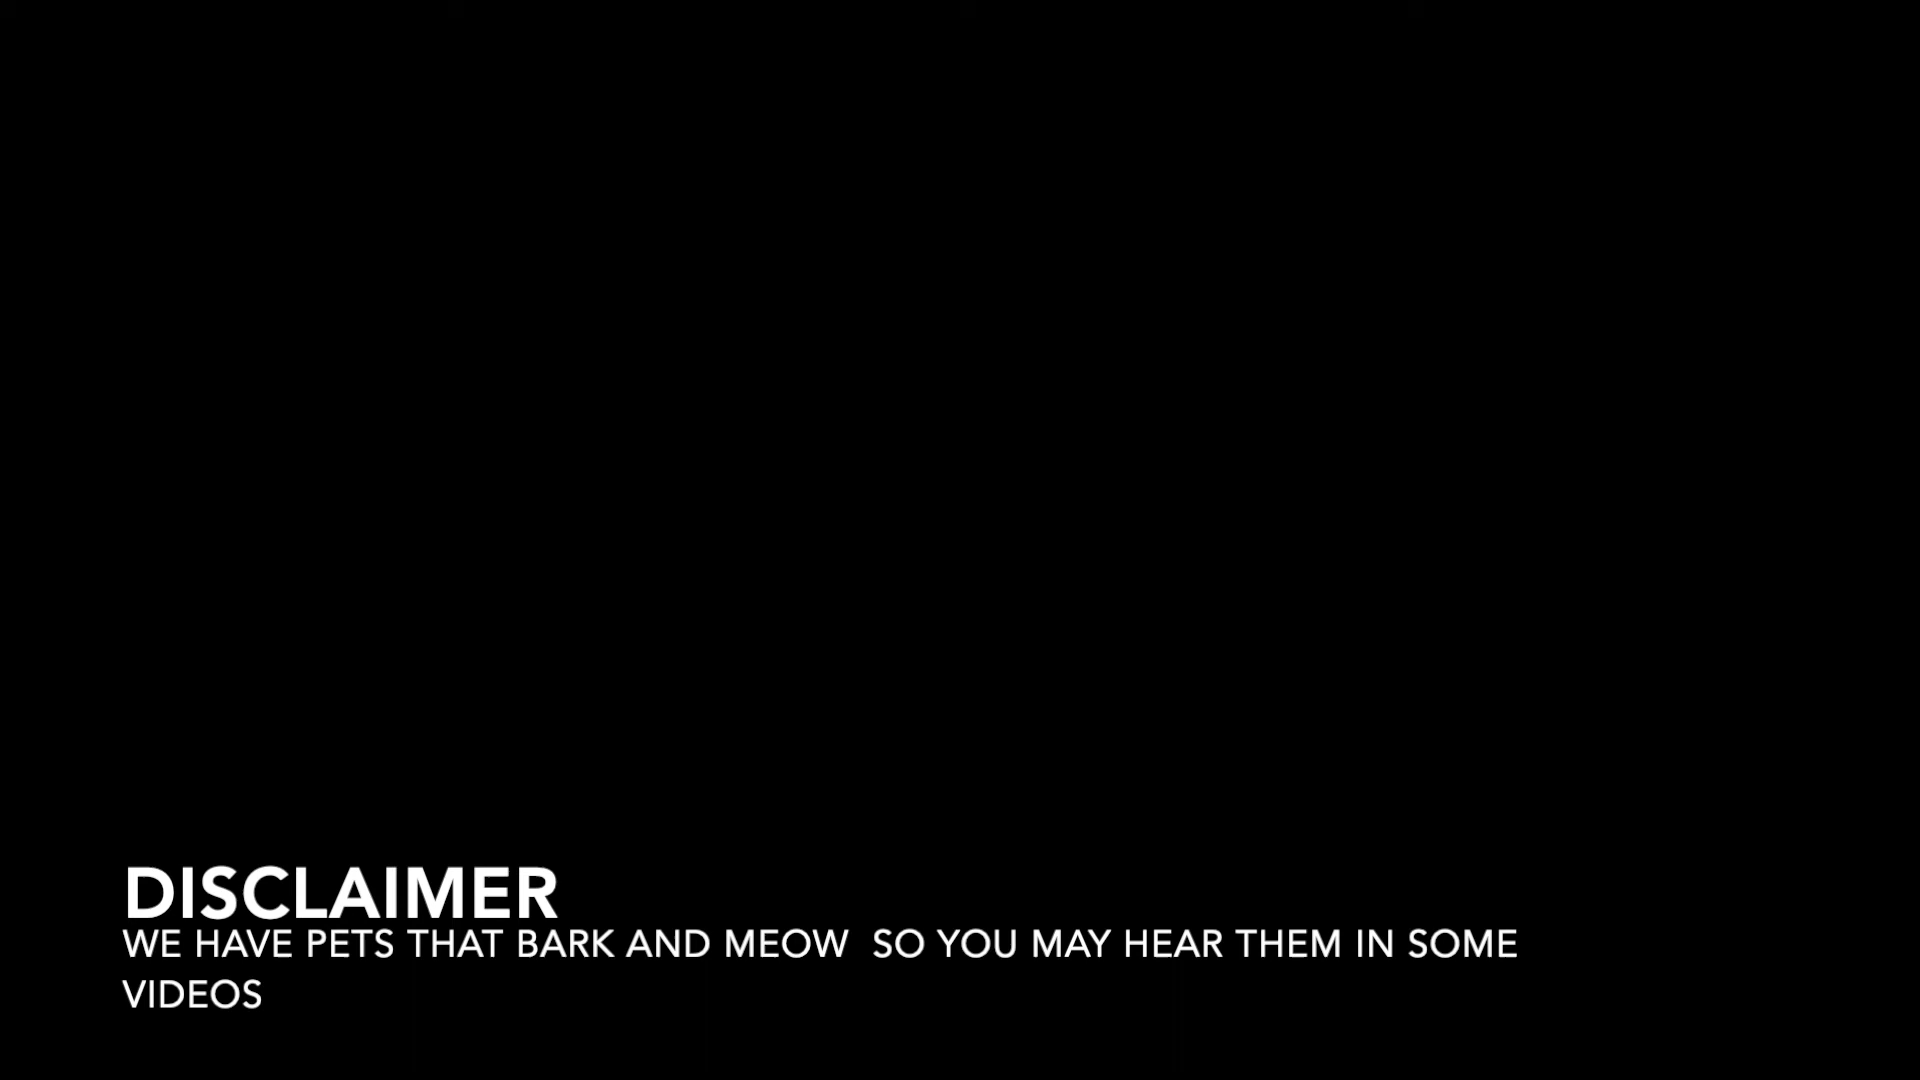 DISCLAIMER
WE HAVE PETS THAT BARK AND MEOW  SO YOU MAY HEAR THEM IN SOME
VIDEOS